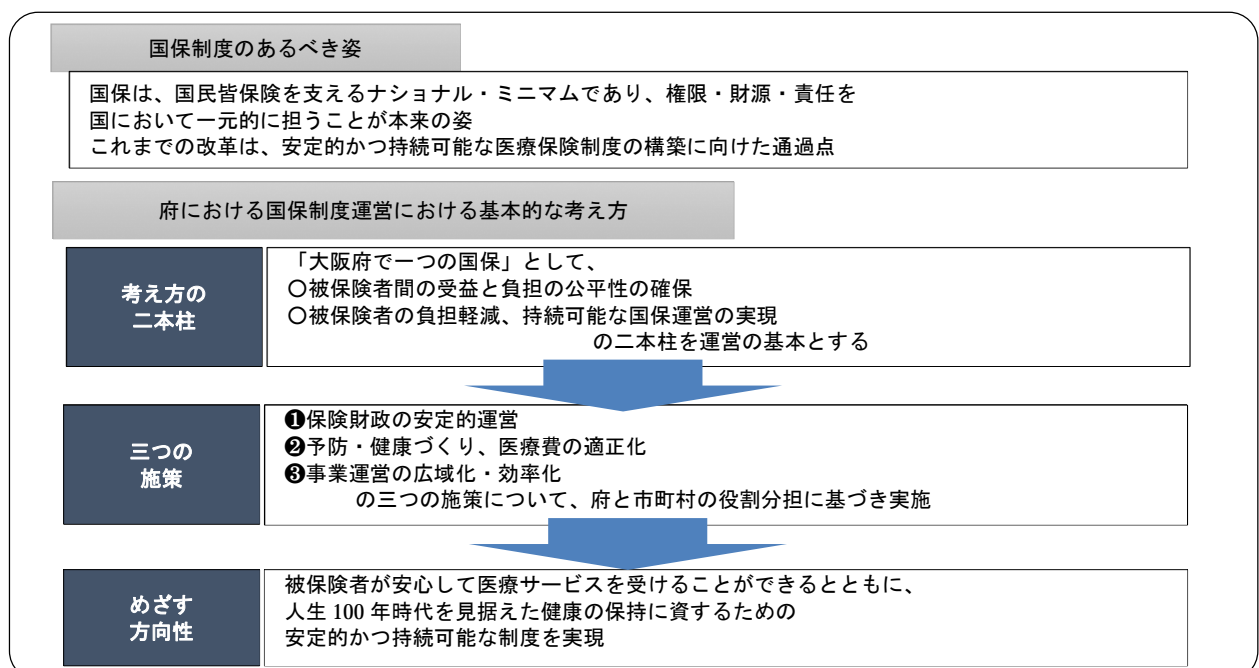 国保制度のあるべき姿
国保は、国民皆保険を支えるナショナル・ミニマムであり、権限・財源・責任を
国において一元的に担うことが本来の姿
これまでの改革は、安定的かつ持続可能な医療保険制度の構築に向けた通過点
府における国保制度運営における基本的な考え方
考え方の
二本柱
「大阪府で一つの国保」として、
〇被保険者間の受益と負担の公平性の確保
〇被保険者の負担軽減、持続可能な国保運営の実現
の二本柱を運営の基本とする
三つの
施策
❶保険財政の安定的運営
❷予防・健康づくり、医療費の適正化
❸事業運営の広域化・効率化
の三つの施策について、府と市町村の役割分担に基づき実施
めざす
方向性
被保険者が安心して医療サービスを受けることができるとともに、
人生 100 年時代を見据えた健康の保持に資するための
安定的かつ持続可能な制度を実現